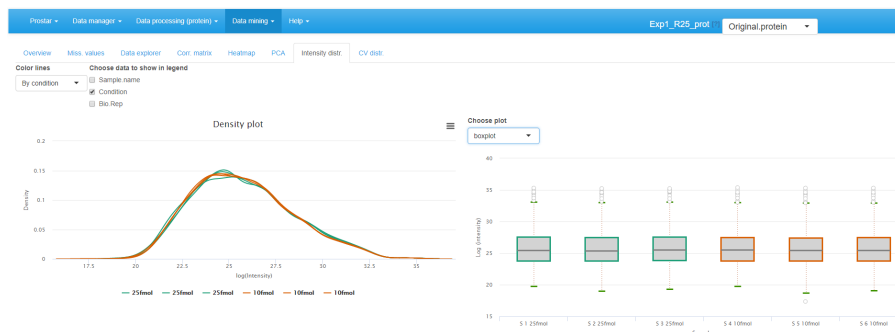 Prostar Data manager Data processing (protein) Data mining Help Exp1_R25_prot Original.protein
Overview Miss. values Data explorer Corr. matrix Heatmap PCA Intensity distr. CV distr.
Color lines Choose data to show in legend
By condition Sample.name
Condition
Bio.Rep
Density plot
0.2
0.15
0.1
0.05
0
Density
17.5 20 22.5 25 27.5 30 32.5 35
log(Intensity)
25fmol 25fmol 25fmol 10fmol 10fmol 10fmol
Choose plot
boxplot
40
35
30
25
20
15
Log (intensity)
S 1 25fmol S 2 25fmol S 3 25fmol S 4 10fmol S 5 10fmol S 6 10fmol